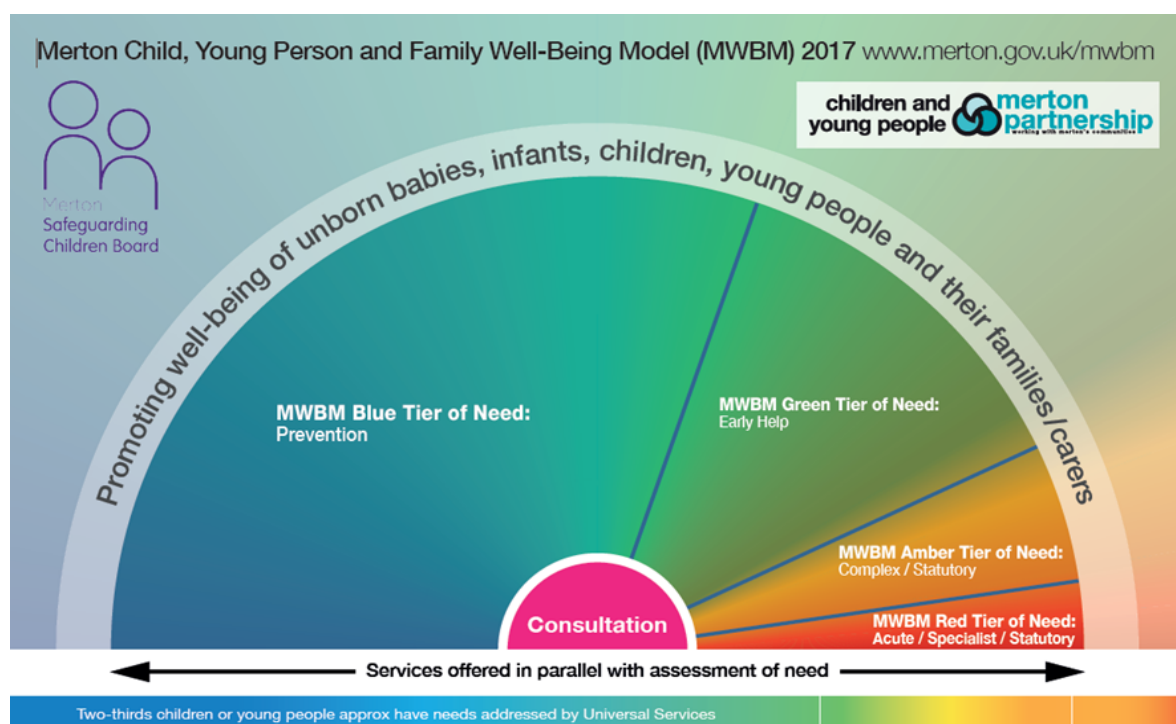 Merton Child, Young Person and Family Well-Being Model (MWBM) 2017 www.merton.gov.uk/mwbm
Merton
Safeguarding
Children Board
children and
young people
merton
partnership
working with merton's communities
Promoting well-being of unborn babies, infants, children, young people and their families/carers
MWBM Blue Tier of Need:
Prevention
MWBM Green Tier of Need:
Early Help
MWBM Amber Tier of Need:
Complex / Statutory
MWBM Red Tier of Need:
Acute / Specialist / Statutory
Consultation
Services offered in parallel with assessment of need
Two-thirds children or young people approx have needs addressed by Universal Services